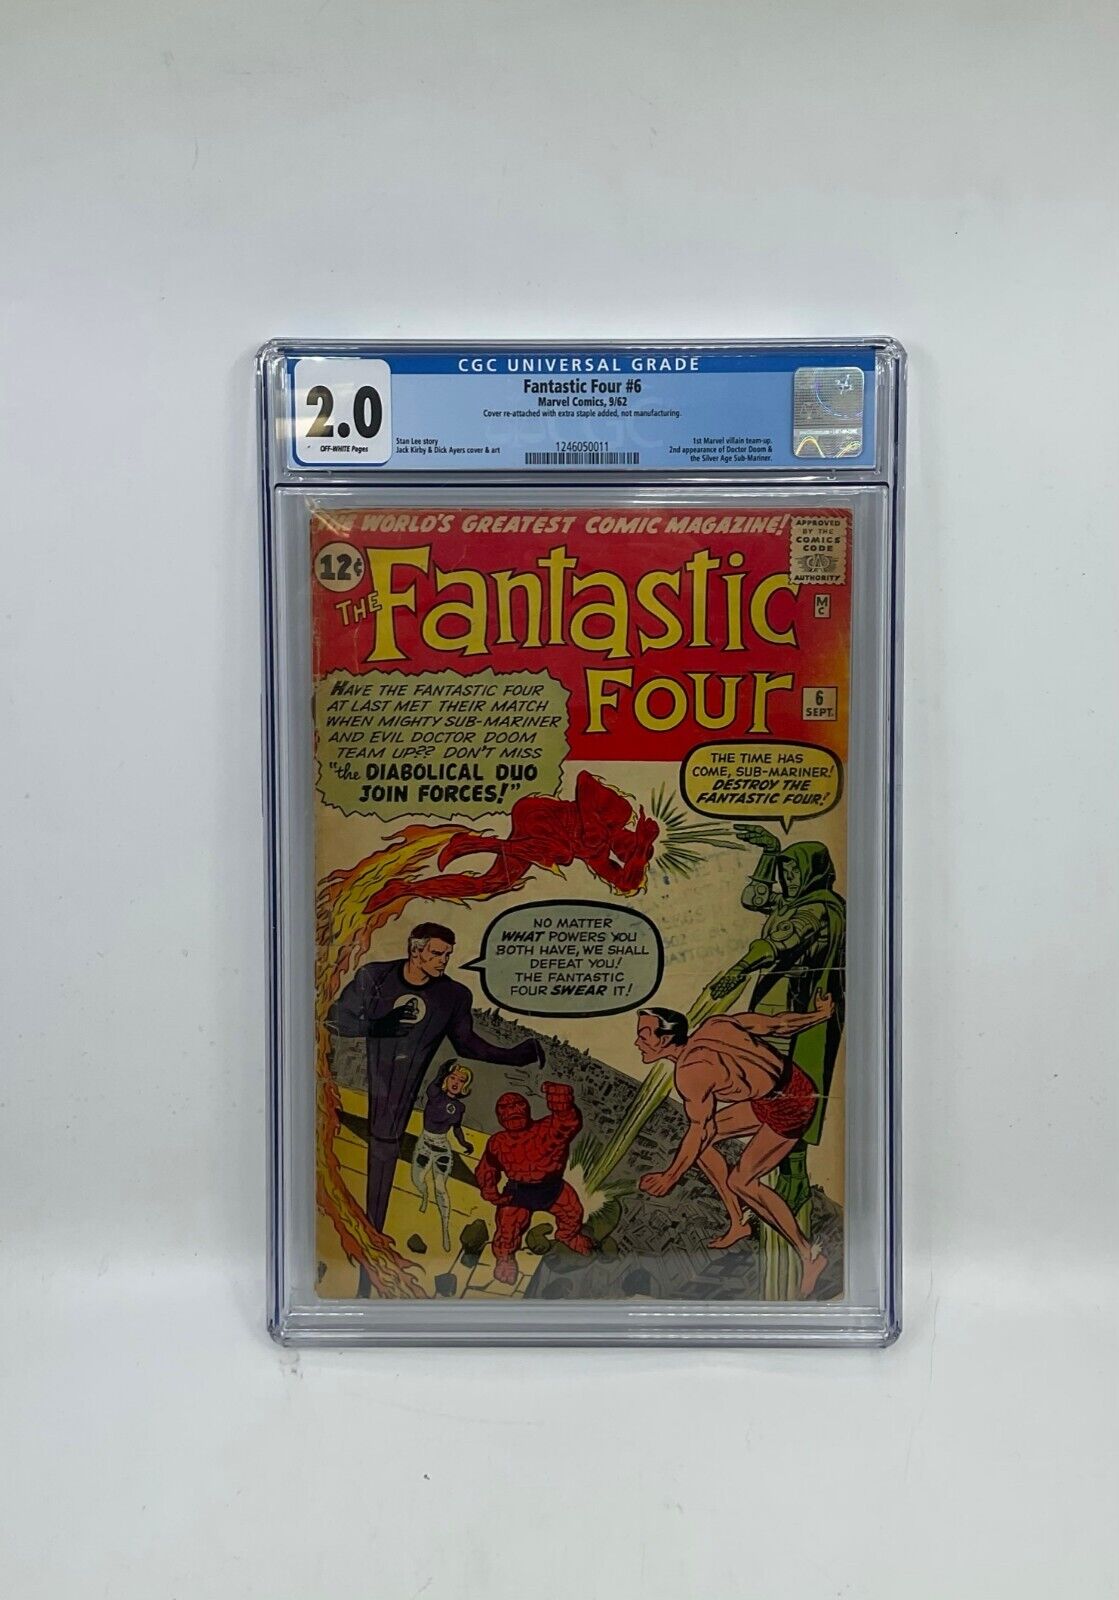 CGC UNIVERSAL GRADE
2.0
OFF-WHITE Pages
Fantastic Four #6
Marvel Comics, 9/62
Cover re-attached with extra staple added, not manufacturing.
Stan Lee story
Jack Kirby & Dick Ayers cover & art
1246050011
1st Marvel villain team-up.
2nd appearance of Doctor Doom &
the Silver Age Sub-Mariner.
THE WORLD'S GREATEST COMIC MAGAZINE!
APPROVED
BY THE
COMICS
CODE
AUTHORITY
12¢
THE Fantastic
Four
MC
6
SEPT.
HAVE THE FANTASTIC FOUR
AT LAST MET THEIR MATCH
WHEN MIGHTY SUB-MARINER
AND EVIL DOCTOR DOOM
TEAM UP?? DON'T MISS
"the DIABOLICAL DUO
JOIN FORCES!"
THE TIME HAS
COME, SUB-MARINER!
DESTROY THE
FANTASTIC FOUR!
NO MATTER
WHAT POWERS YOU
BOTH HAVE, WE SHALL
DEFEAT YOU!
THE FANTASTIC
FOUR SWEAR IT!
4